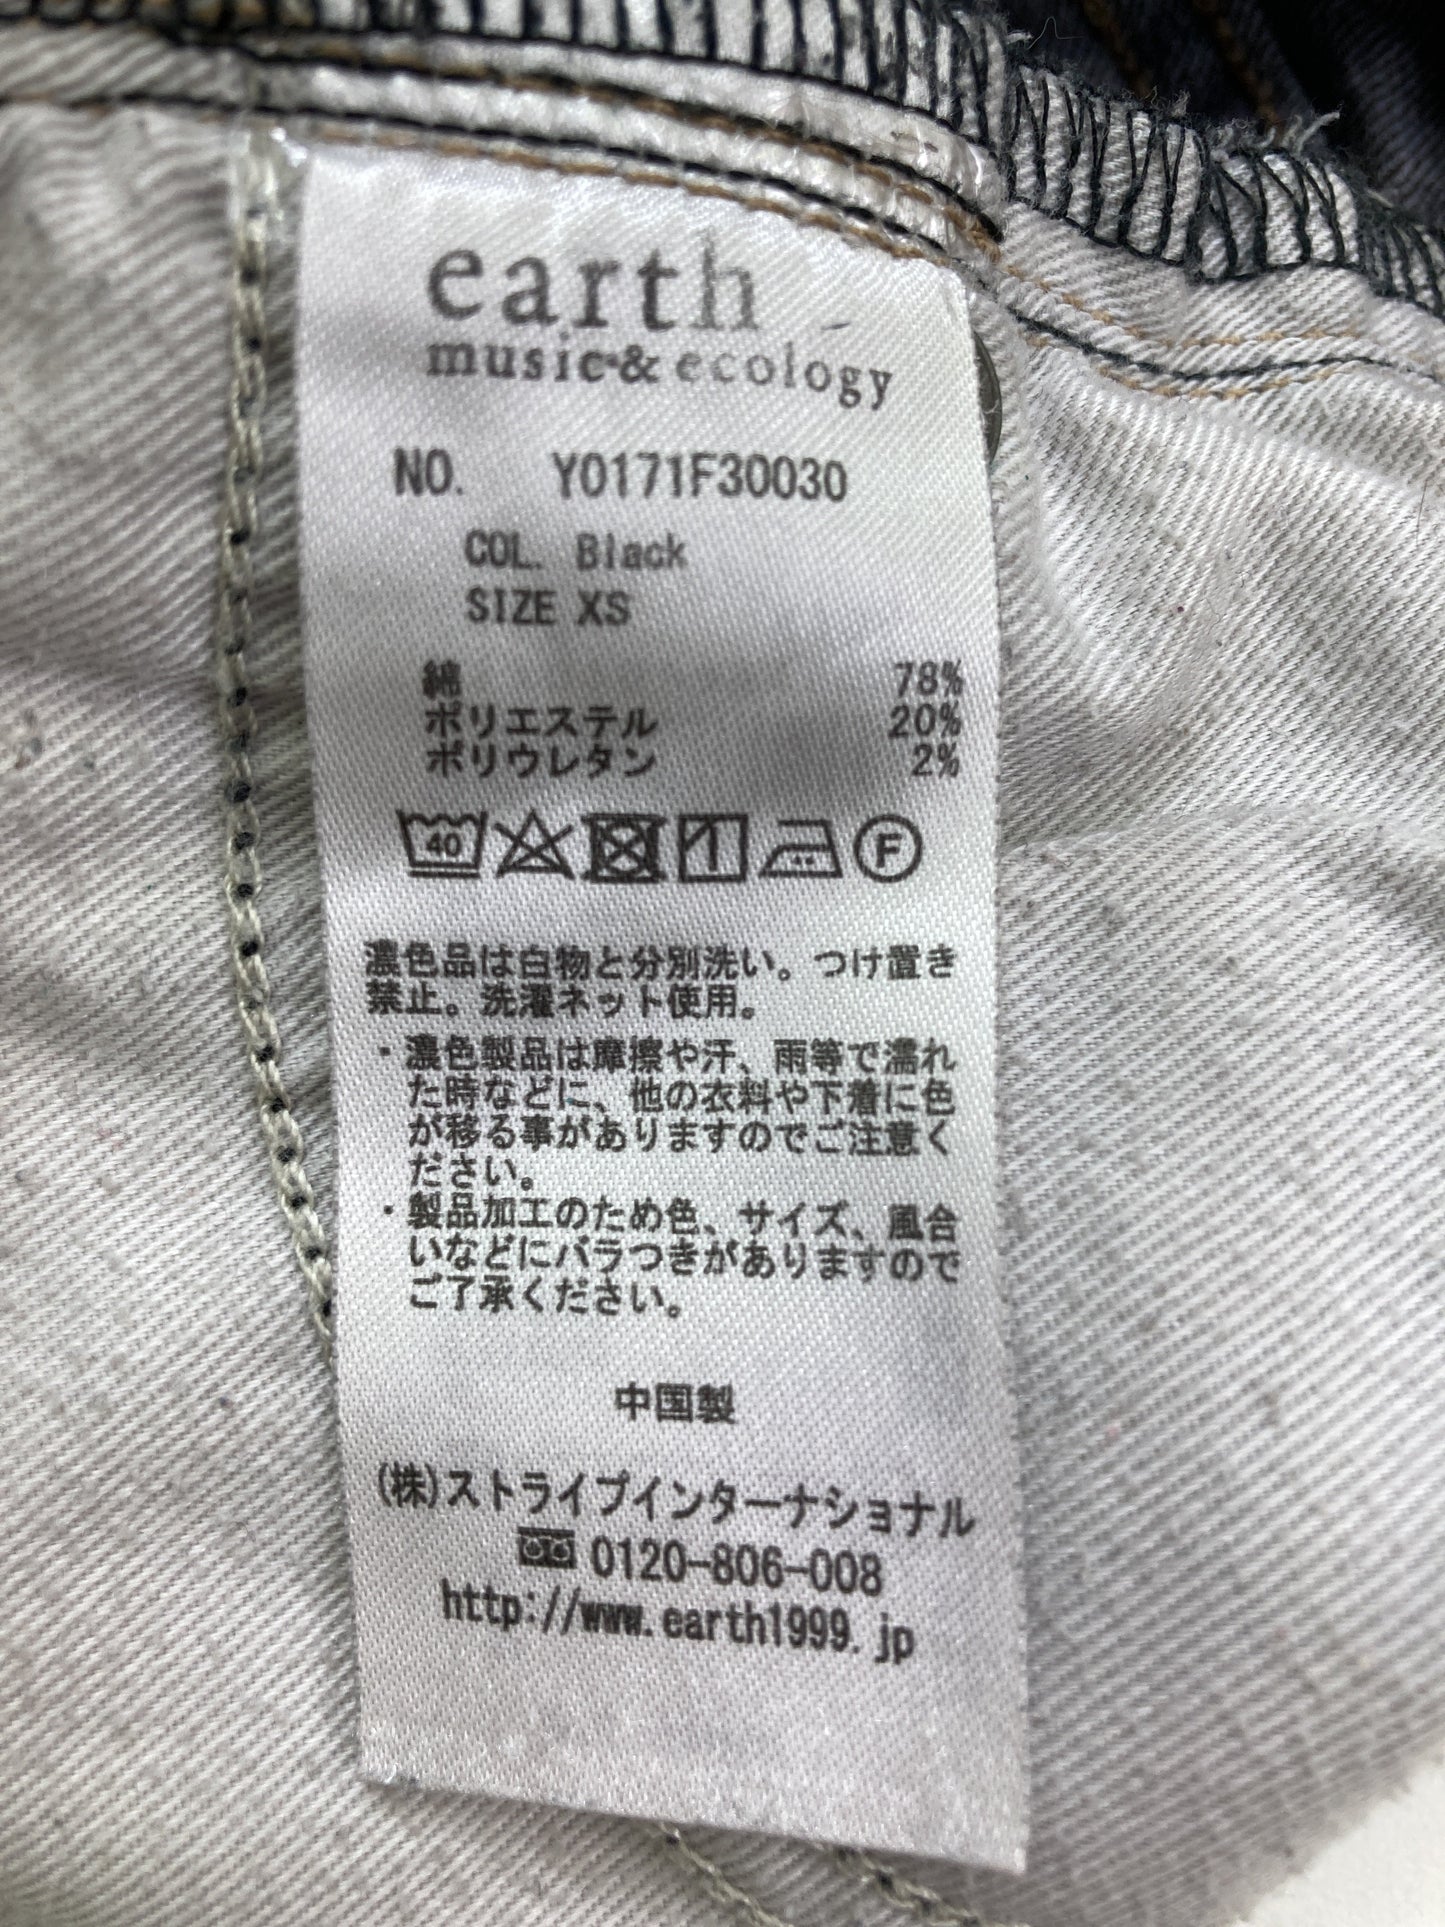 earth
music&ecology
NO. Y0171F30030
COL. Black
SIZE XS
綿 78%
ポリエステル 20%
ポリウレタン 2%
40 F
濃色品は白物と分別洗い。つけ置き
禁止。洗濯ネット使用。
・濃色製品は摩擦や汗、雨等で濡れ
た時などに、他の衣料や下着に色
が移る事がありますのでご注意く
ださい。
・製品加工のため色、サイズ、風合
いなどにバラつきがありますので
ご了承ください。
中国製
(株)ストライプインターナショナル
0120-806-008
http://www.earth1999.jp